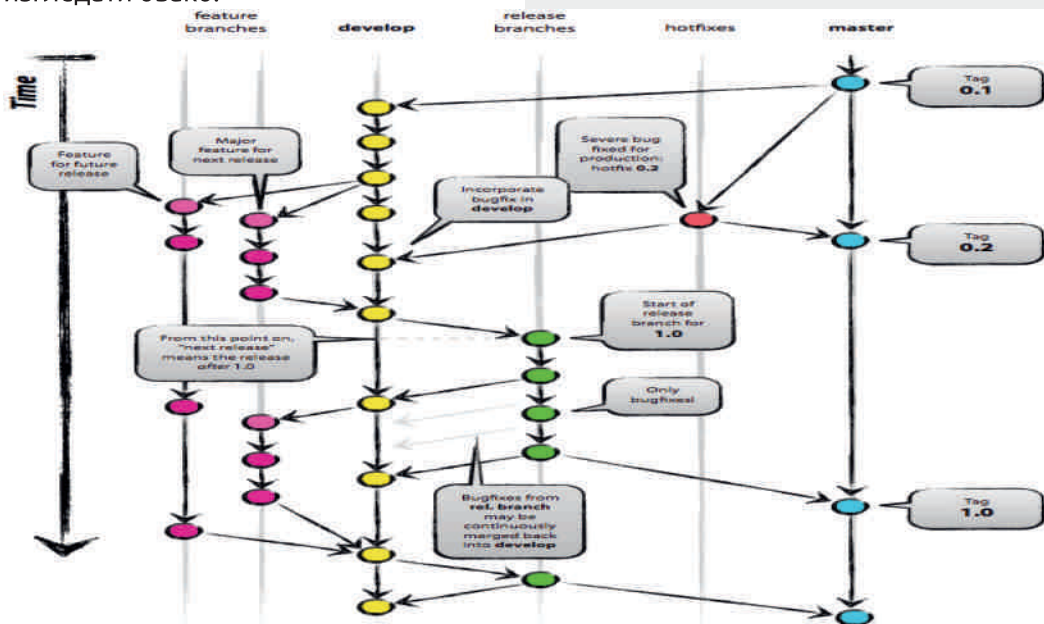 изгледати овако:
feature
branches
develop
release
branches
hotfixes
master
Time
Tag
0.1
Feature
for future
release
Major
feature for
next release
Severe bug
fixed for
production:
hotfix 0.2
Incorporate
bugfix in
develop
Tag
0.2
Start of
release
branch for
1.0
From this point on,
"next release"
means the release
after 1.0
Only
bugfixes!
Bugfixes from
rel. branch
may be
continuously
merged back
into develop
Tag
1.0